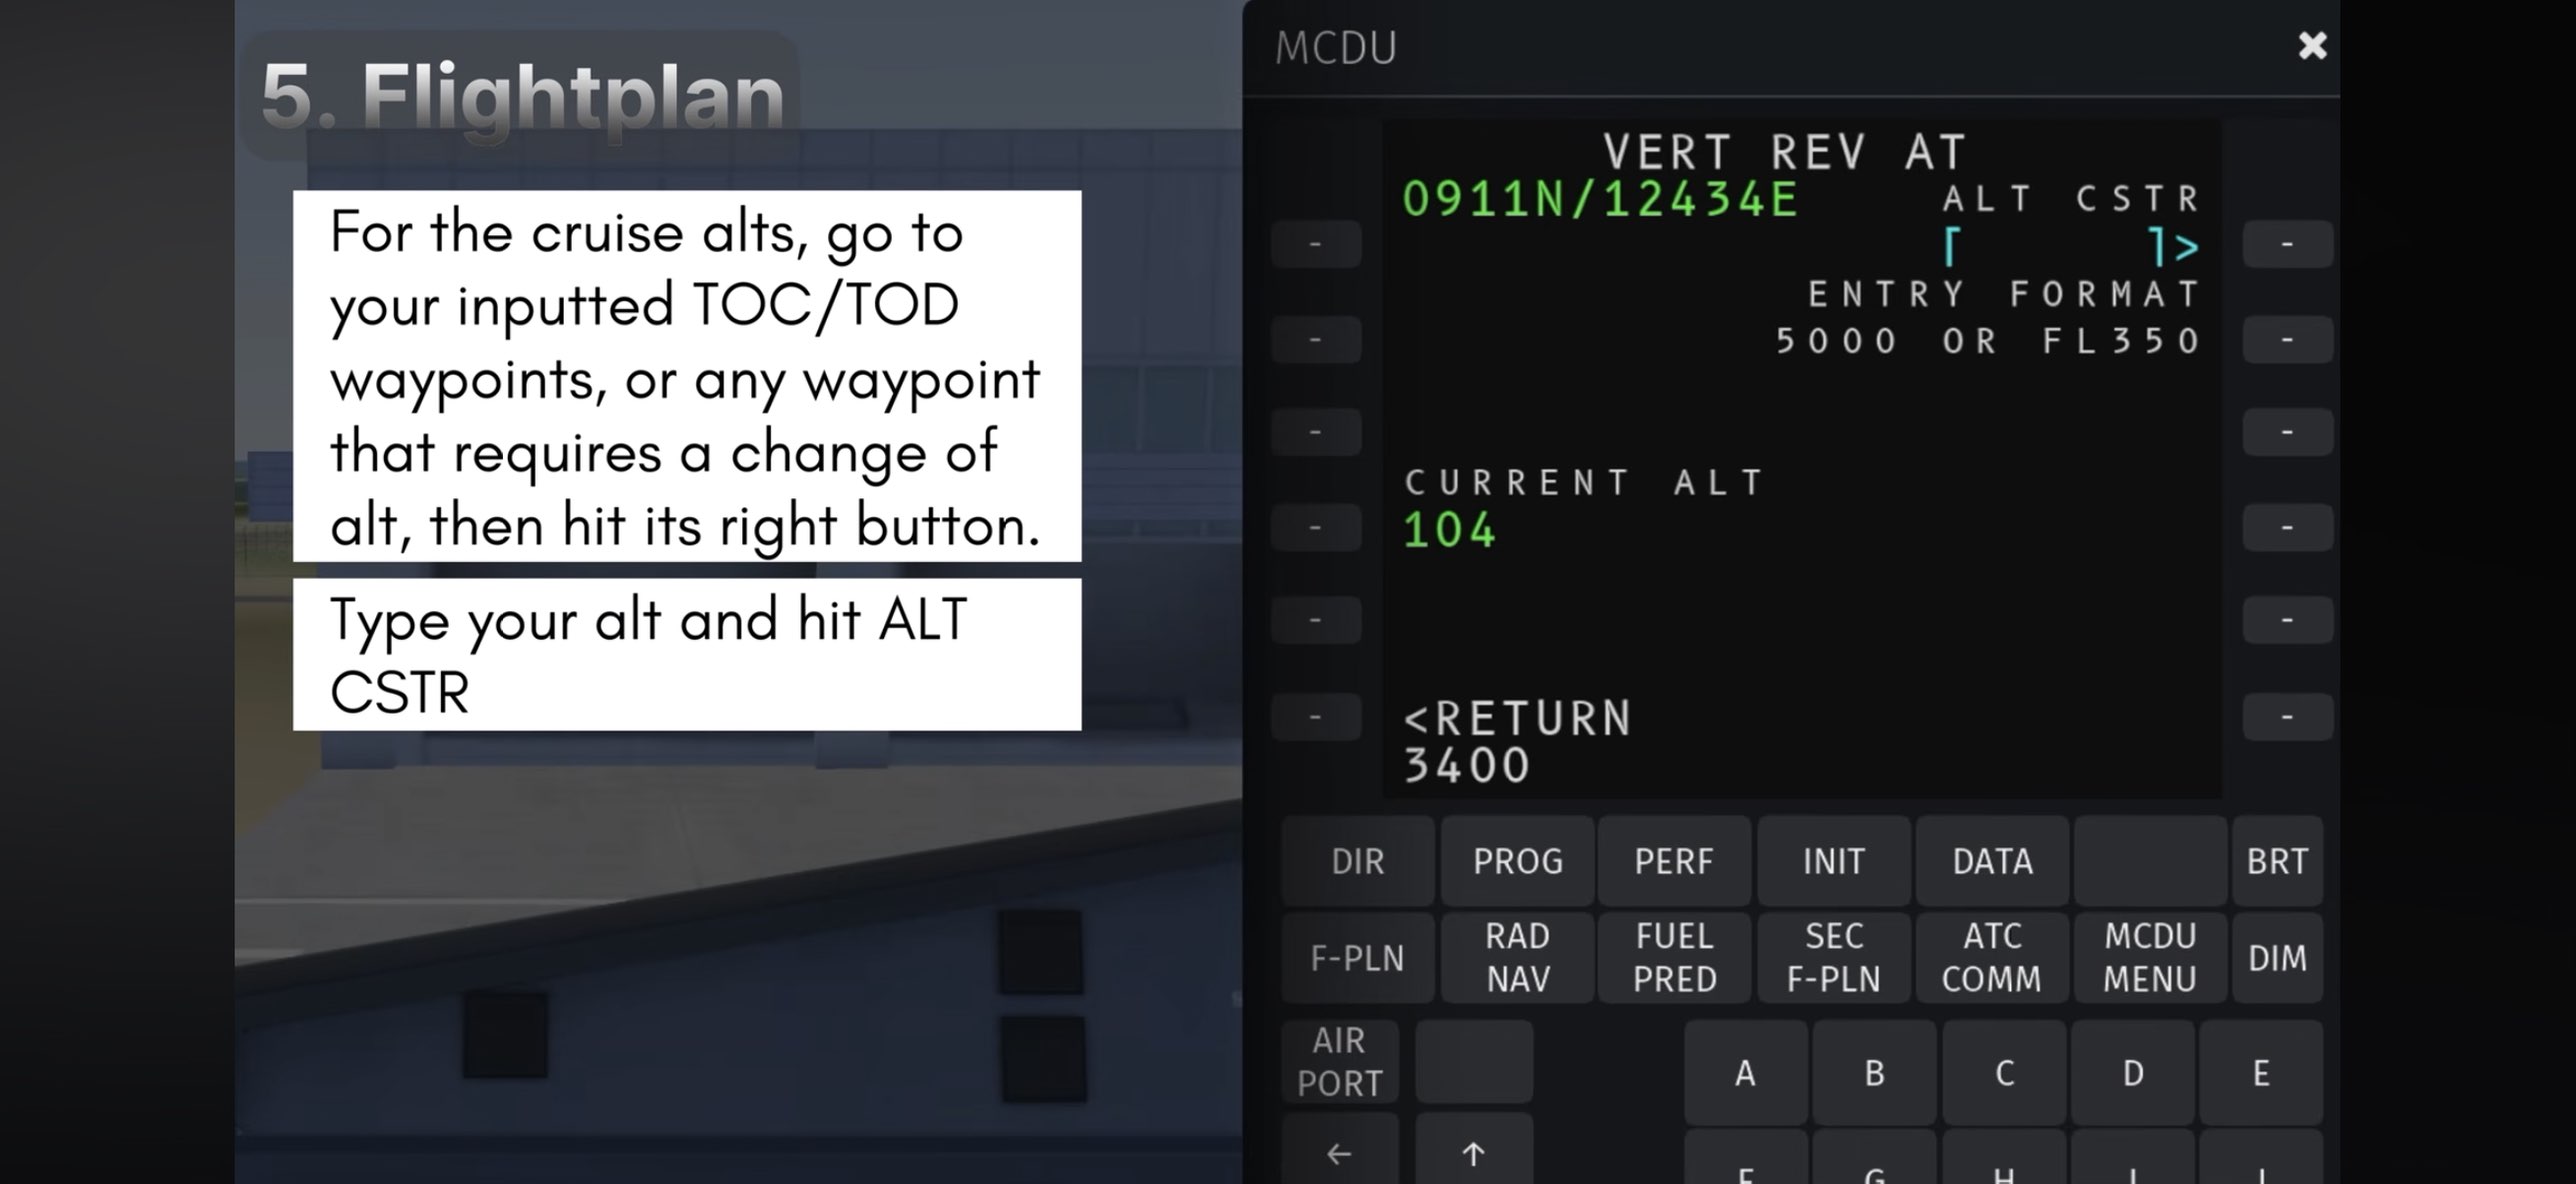 5. Flightplan
For the cruise alts, go to
your inputted TOC/TOD
waypoints, or any waypoint
that requires a change of
alt, then hit its right button.
Type your alt and hit ALT
CSTR
MCDU
VERT REV AT
0911N/12434E
ALT CSTR
[ ]>
ENTRY FORMAT
5000 OR FL350
CURRENT ALT
104
<RETURN
3400
DIR PROG PERF INIT DATA BRT
F-PLN RAD NAV FUEL PRED SEC F-PLN ATC COMM MCDU MENU DIM
AIR PORT
A B C D E
← ↑